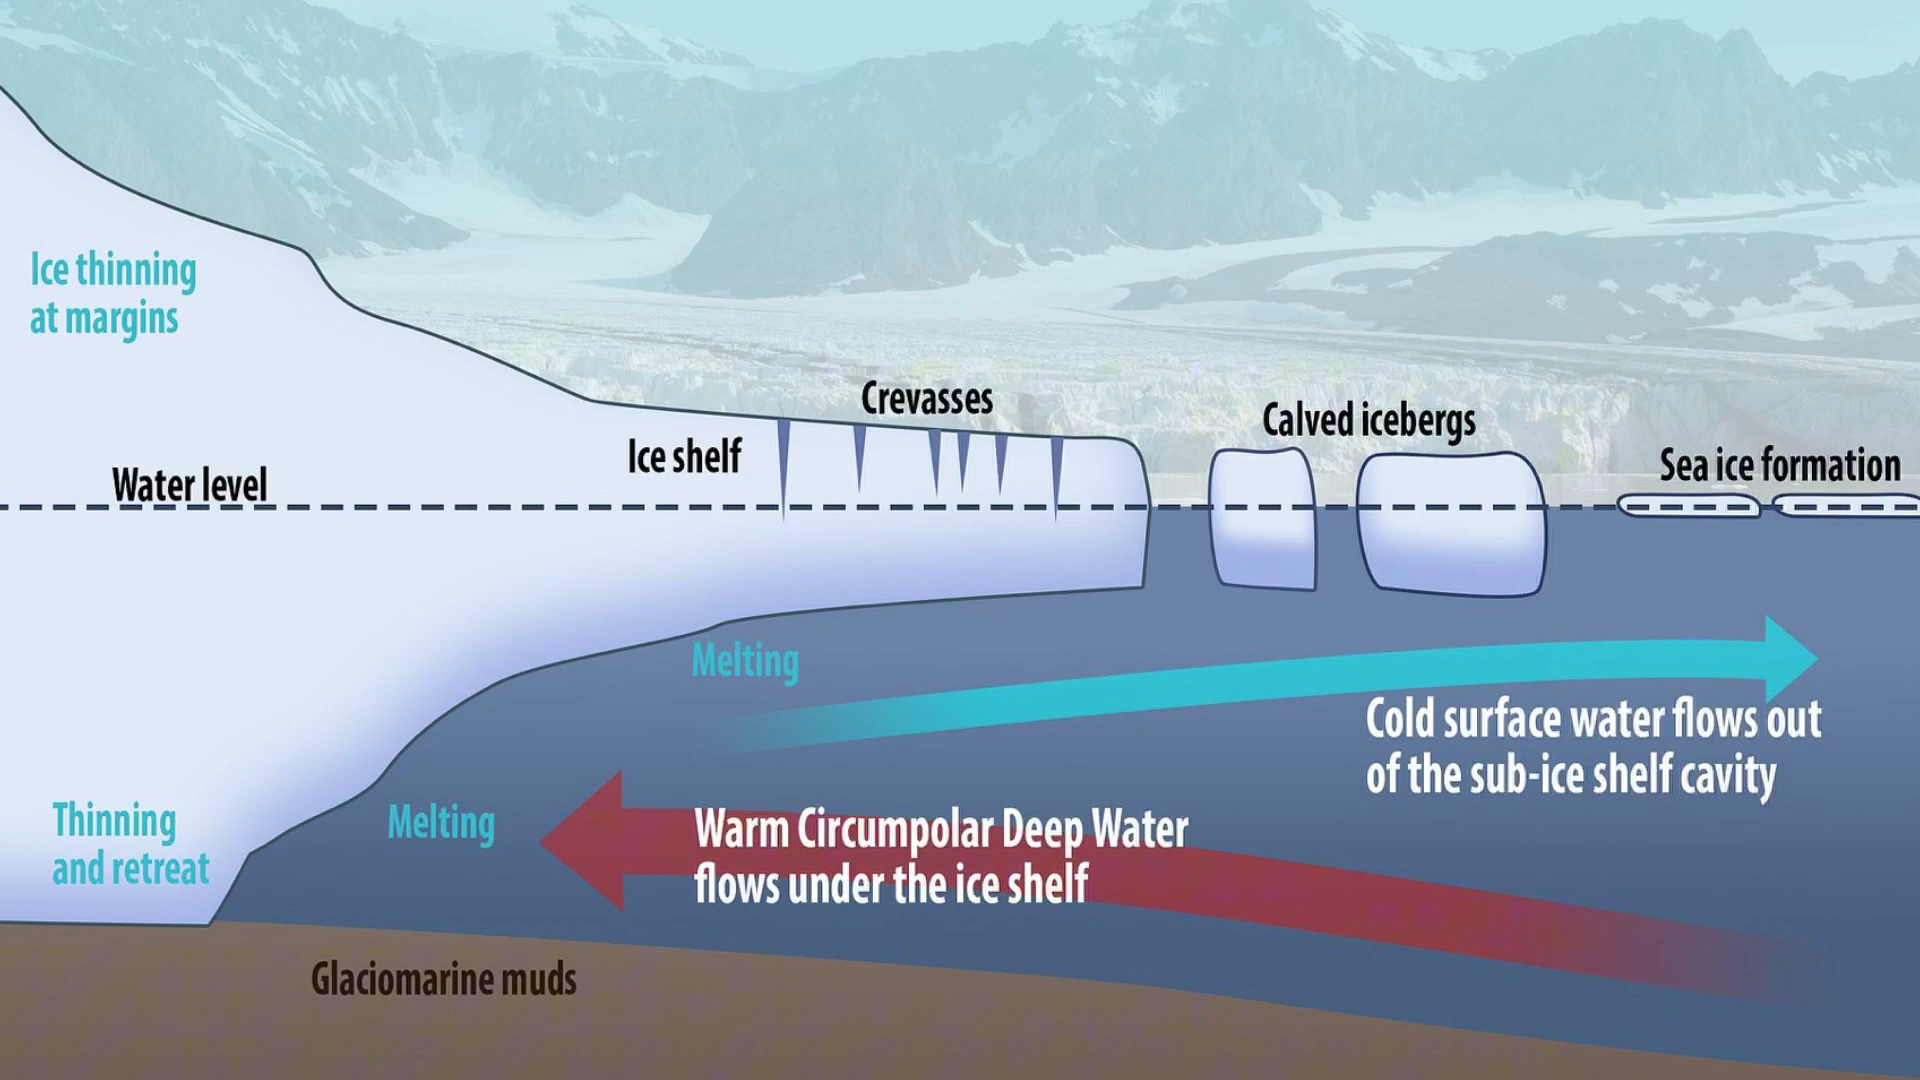 Ice thinning
at margins
Crevasses
Calved icebergs
Ice shelf
Sea ice formation
Water level
Melting
Cold surface water flows out
of the sub-ice shelf cavity
Thinning
and retreat
Melting
Warm Circumpolar Deep Water
flows under the ice shelf
Glaciomarine muds